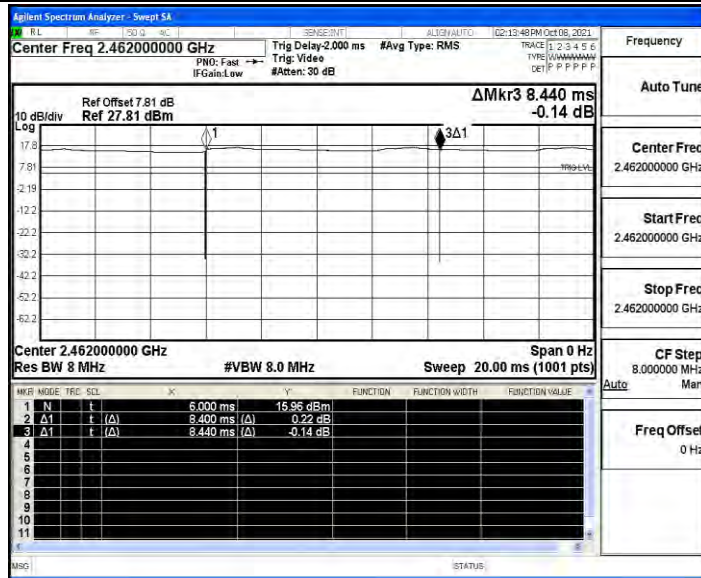 Agilent Spectrum Analyzer - Swept SA
RL RF 50 Ω AC SENSE:INT ALIGNAUTO 02:13:48 PM Oct 08, 2021
Center Freq 2.462000000 GHz
PNO: Fast
IFGain:Low
Trig Delay-2.000 ms
Trig: Video
#Atten: 30 dB
#Avg Type: RMS
TRACE 1 2 3 4 5 6
TYPE WWWWWW
DET P P P P P P
Ref Offset 7.81 dB
10 dB/div Ref 27.81 dBm
Log
ΔMkr3 8.440 ms
-0.14 dB
1
3Δ1
17.8
7.81
TRIG LVL
-2.19
-12.2
-22.2
-32.2
-42.2
-52.2
-62.2
Center 2.462000000 GHz Span 0 Hz
Res BW 8 MHz #VBW 8.0 MHz Sweep 20.00 ms (1001 pts)
MKR MODE TRC SCL X Y FUNCTION FUNCTION WIDTH FUNCTION VALUE
1 N t 6.000 ms 15.96 dBm
2 Δ1 t (Δ) 8.400 ms (Δ) 0.22 dB
3 Δ1 t (Δ) 8.440 ms (Δ) -0.14 dB
4
5
6
7
8
9
10
11
MSG STATUS
Frequency
Auto Tune
Center Freq
2.462000000 GHz
Start Freq
2.462000000 GHz
Stop Freq
2.462000000 GHz
CF Step
8.000000 MHz
Auto Man
Freq Offset
0 Hz